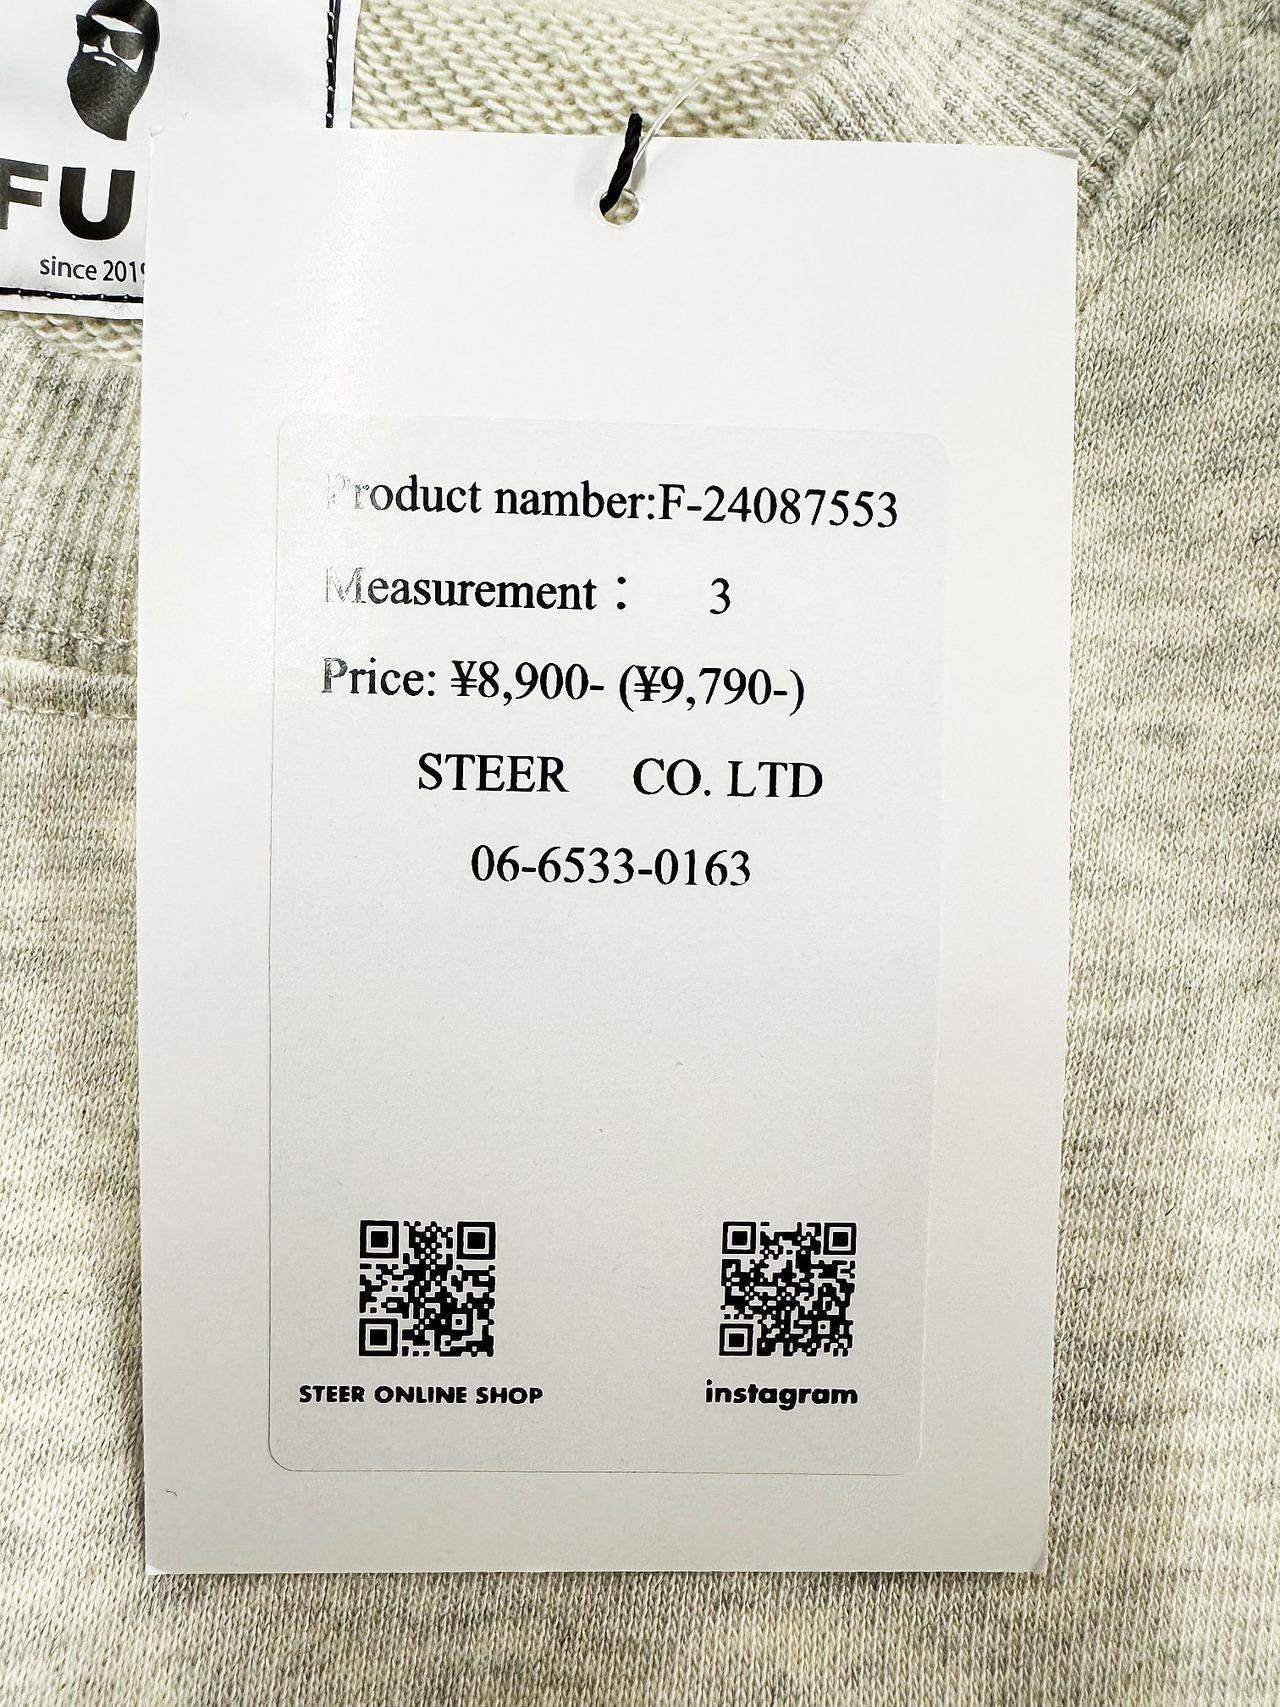 FU
since 2019
Product namber:F-24087553
Measurement： 3
Price: ¥8,900- (¥9,790-)
STEER CO. LTD
06-6533-0163
STEER ONLINE SHOP
instagram